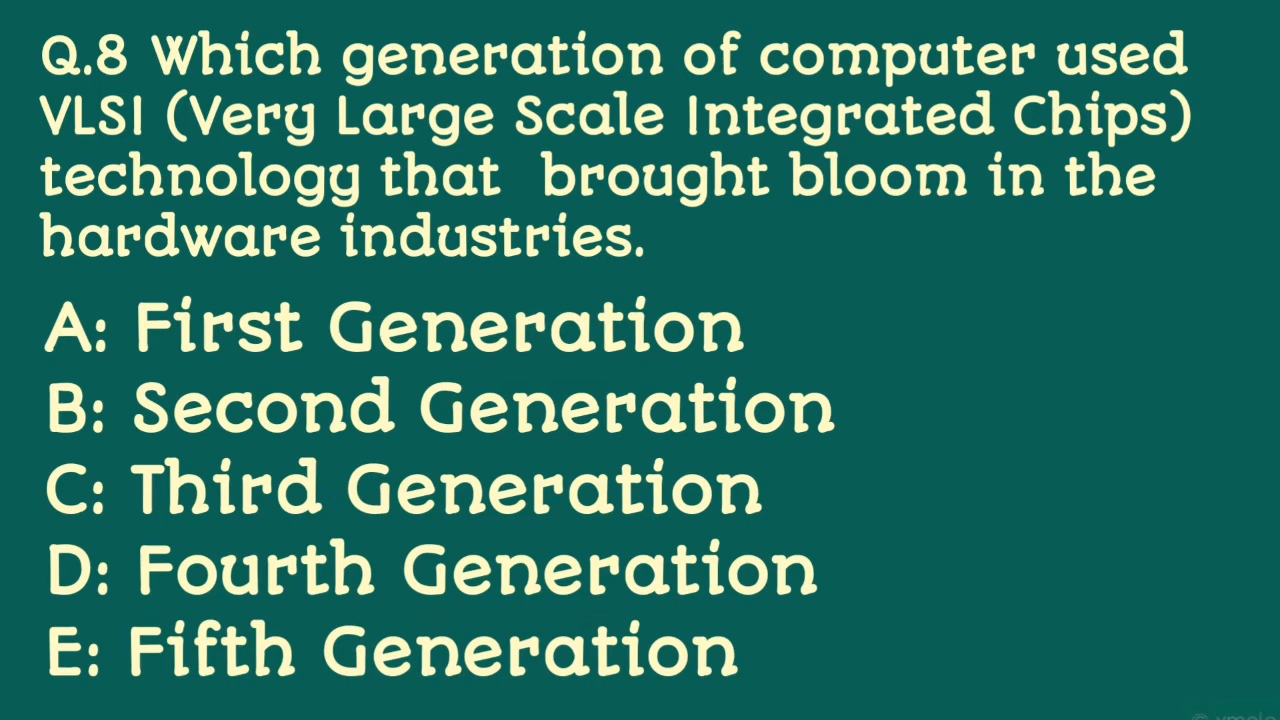 Q.8 Which generation of computer used
VLSI (Very Large Scale Integrated Chips)
technology that brought bloom in the
hardware industries.
A: First Generation
B: Second Generation
C: Third Generation
D: Fourth Generation
E: Fifth Generation